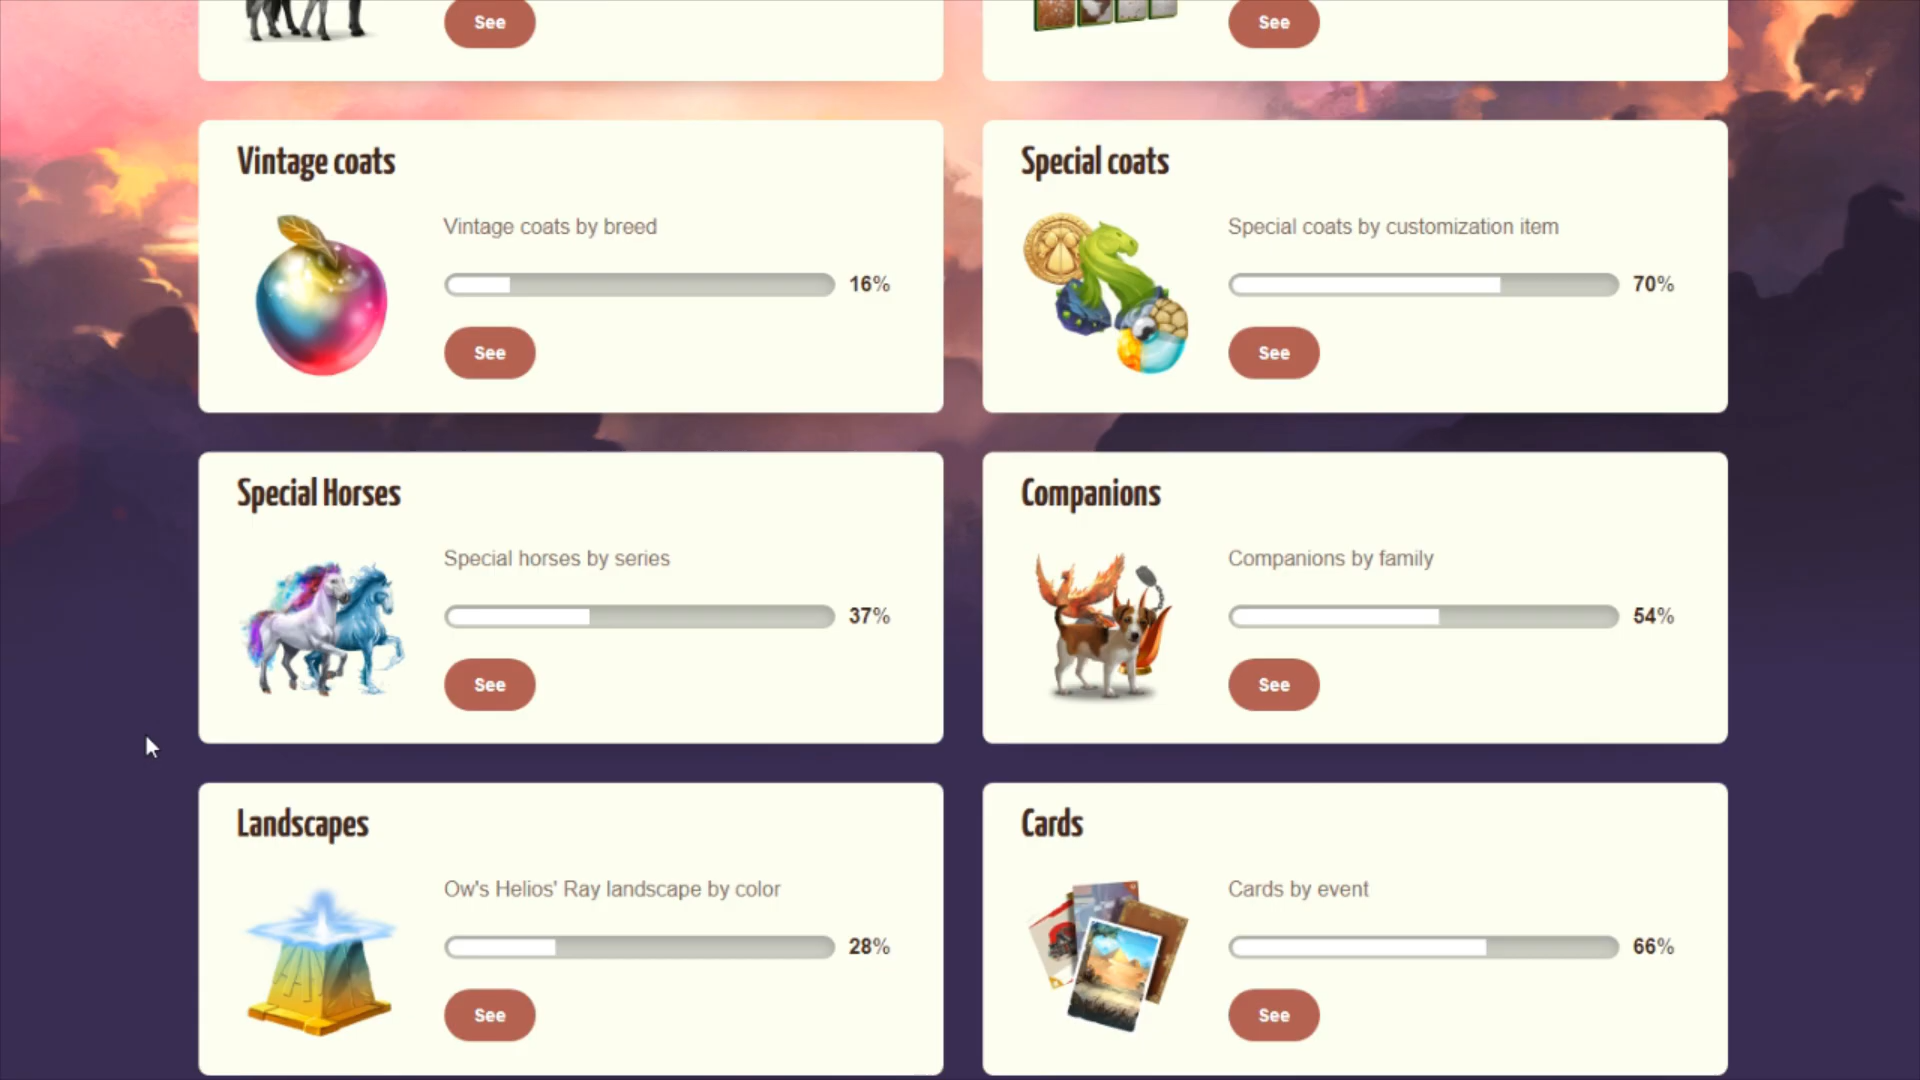 See
See
Vintage coats
Vintage coats by breed
16%
See
Special coats
Special coats by customization item
70%
See
Special Horses
Special horses by series
37%
See
Companions
Companions by family
54%
See
Landscapes
Ow's Helios' Ray landscape by color
28%
See
Cards
Cards by event
66%
See